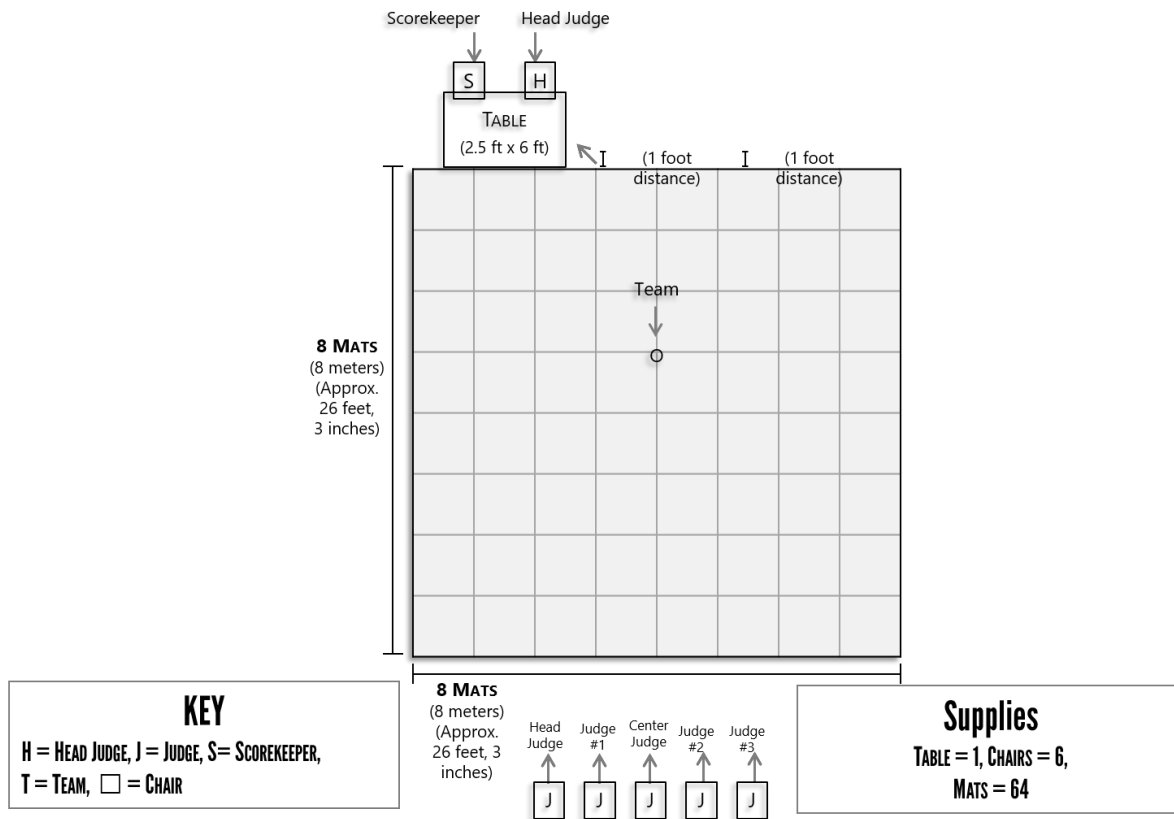 Scorekeeper
Head Judge
S
H
TABLE
(2.5 ft x 6 ft)
(1 foot
distance)
(1 foot
distance)
Team
O
8 MATS
(8 meters)
(Approx.
26 feet,
3 inches)
8 MATS
(8 meters)
(Approx.
26 feet, 3
inches)
Head
Judge
Judge
#1
Center
Judge
Judge
#2
Judge
#3
J
J
J
J
J
KEY
H = HEAD JUDGE, J = JUDGE, S= SCOREKEEPER,
T = TEAM, = CHAIR
Supplies
TABLE = 1, CHAIRS = 6,
MATS = 64